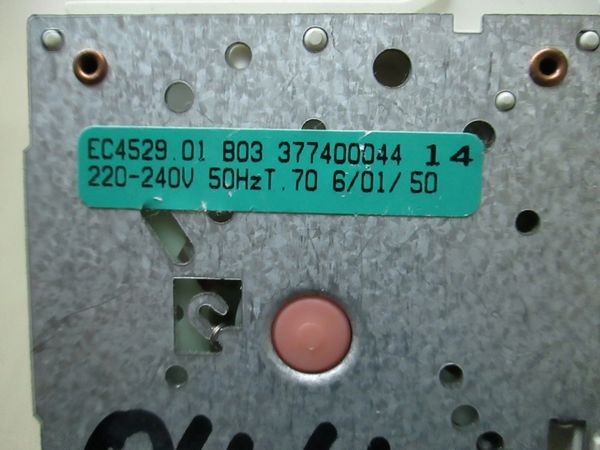 EC4529.01 B03 377400044 14
220-240V 50HzT.70 6/01/ 50